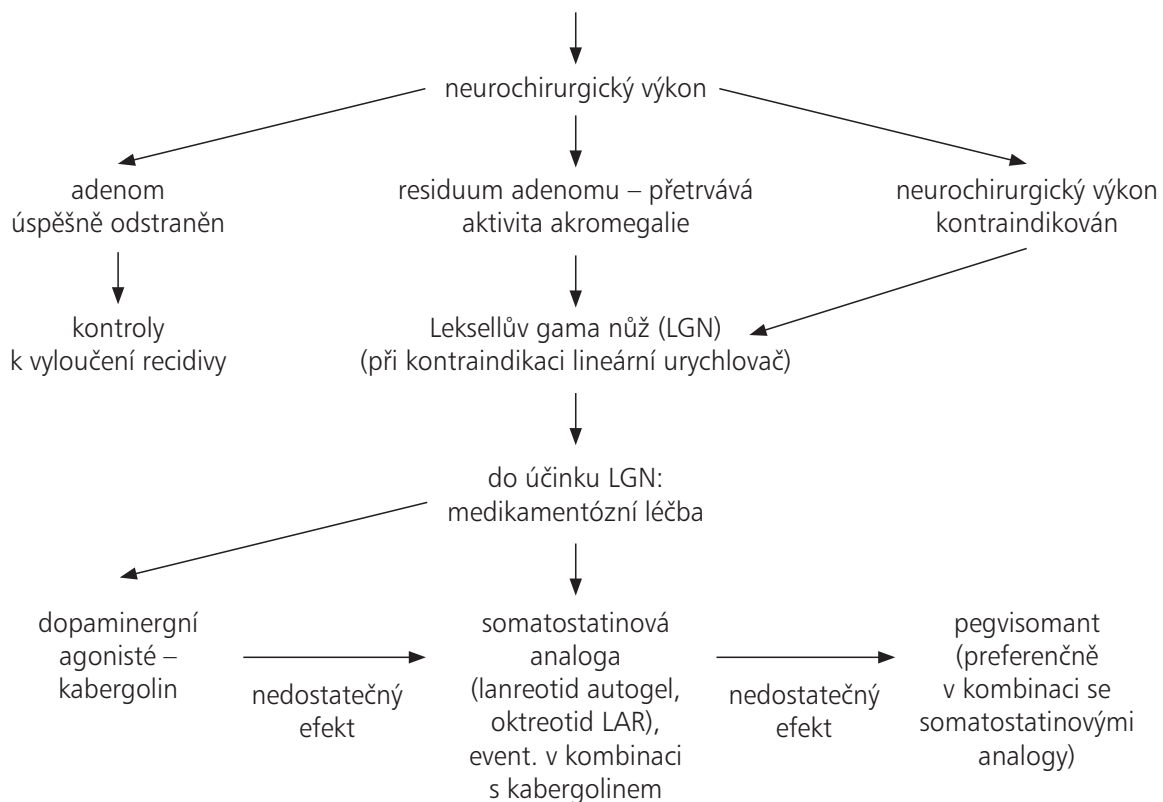 neurochirurgický výkon
adenom
úspěšně odstraněn
residuum adenomu – přetrvává
aktivita akromegalie
neurochirurgický výkon
kontraindikován
kontroly
k vyloučení recidivy
Leksellův gama nůž (LGN)
(při kontraindikaci lineární urychlovač)
do účinku LGN:
medikamentózní léčba
dopaminergní
agonisté –
kabergolin
nedostatečný
efekt
somatostatinová
analoga
(lanreotid autogel,
oktreotid LAR),
event. v kombinaci
s kabergolinem
nedostatečný
efekt
pegvisomant
(preferenčně
v kombinaci se
somatostatinovými
analogy)